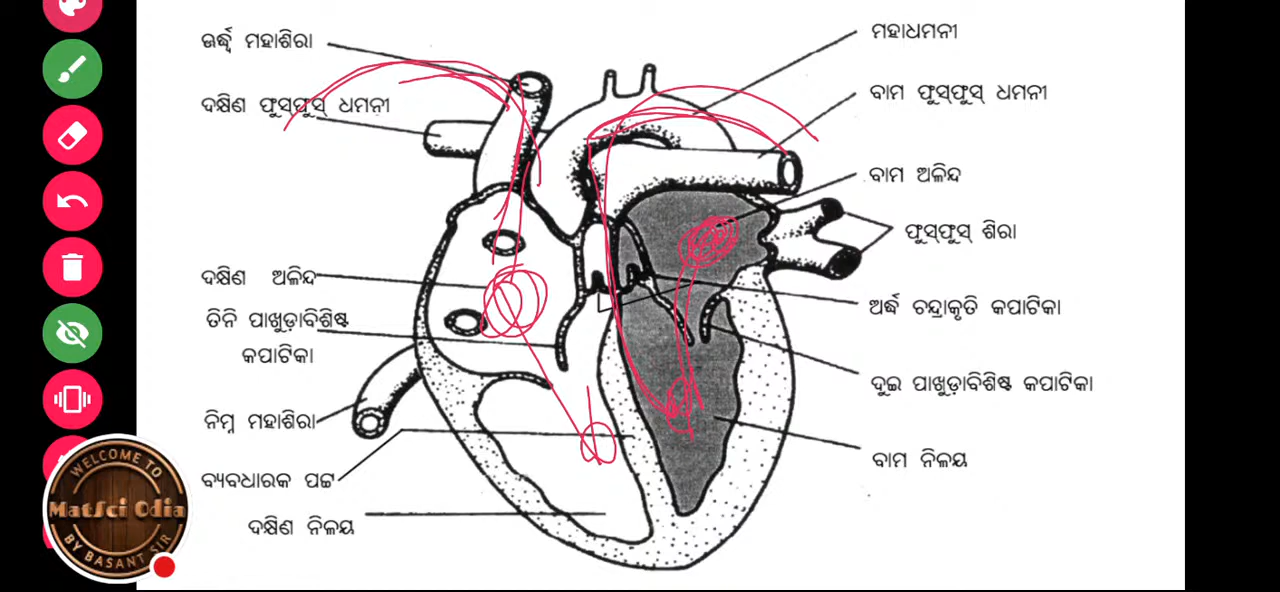 ଊର୍ଦ୍ଧ୍ୱ ମହାଶିରା
ଦକ୍ଷିଣ ଫୁସ୍‌ଫୁସ୍ ଧମନୀ
ଦକ୍ଷିଣ ଅଳିନ୍ଦ
ତିନି ପାଖୁଡ଼ାବିଶିଷ୍ଟ
କପାଟିକା
ନିମ୍ନ ମହାଶିରା
ବ୍ୟବଧାରକ ପଟ୍ଟ
ଦକ୍ଷିଣ ନିଳୟ
ମହାଧମନୀ
ବାମ ଫୁସ୍‌ଫୁସ୍ ଧମନୀ
ବାମ ଅଳିନ୍ଦ
ଫୁସ୍‌ଫୁସ୍ ଶିରା
ଅର୍ଦ୍ଧ ଚନ୍ଦ୍ରାକୃତି କପାଟିକା
ଦୁଇ ପାଖୁଡ଼ାବିଶିଷ୍ଟ କପାଟିକା
ବାମ ନିଳୟ
WELCOME TO
MatSci Odia
BY BASANT SIR